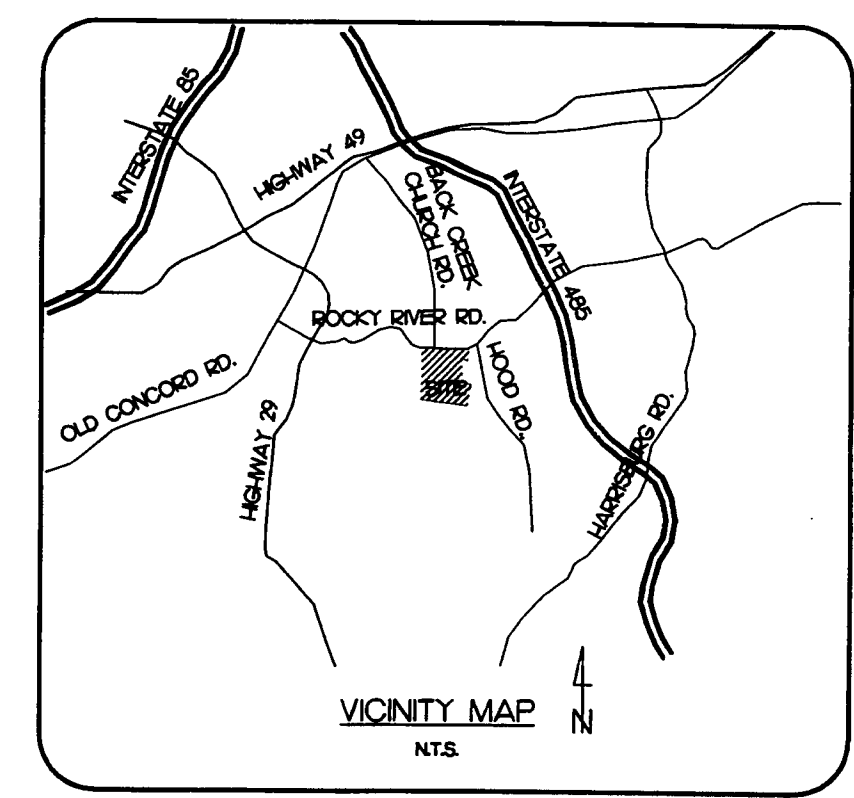 INTERSTATE 85
HIGHWAY 49
BACK CREEK
CHURCH RD.
INTERSTATE 485
ROCKY RIVER RD.
OLD CONCORD RD.
SITE
HOOD RD.
HIGHWAY 29
HARRISBURG RD.
VICINITY MAP
N.T.S.
N